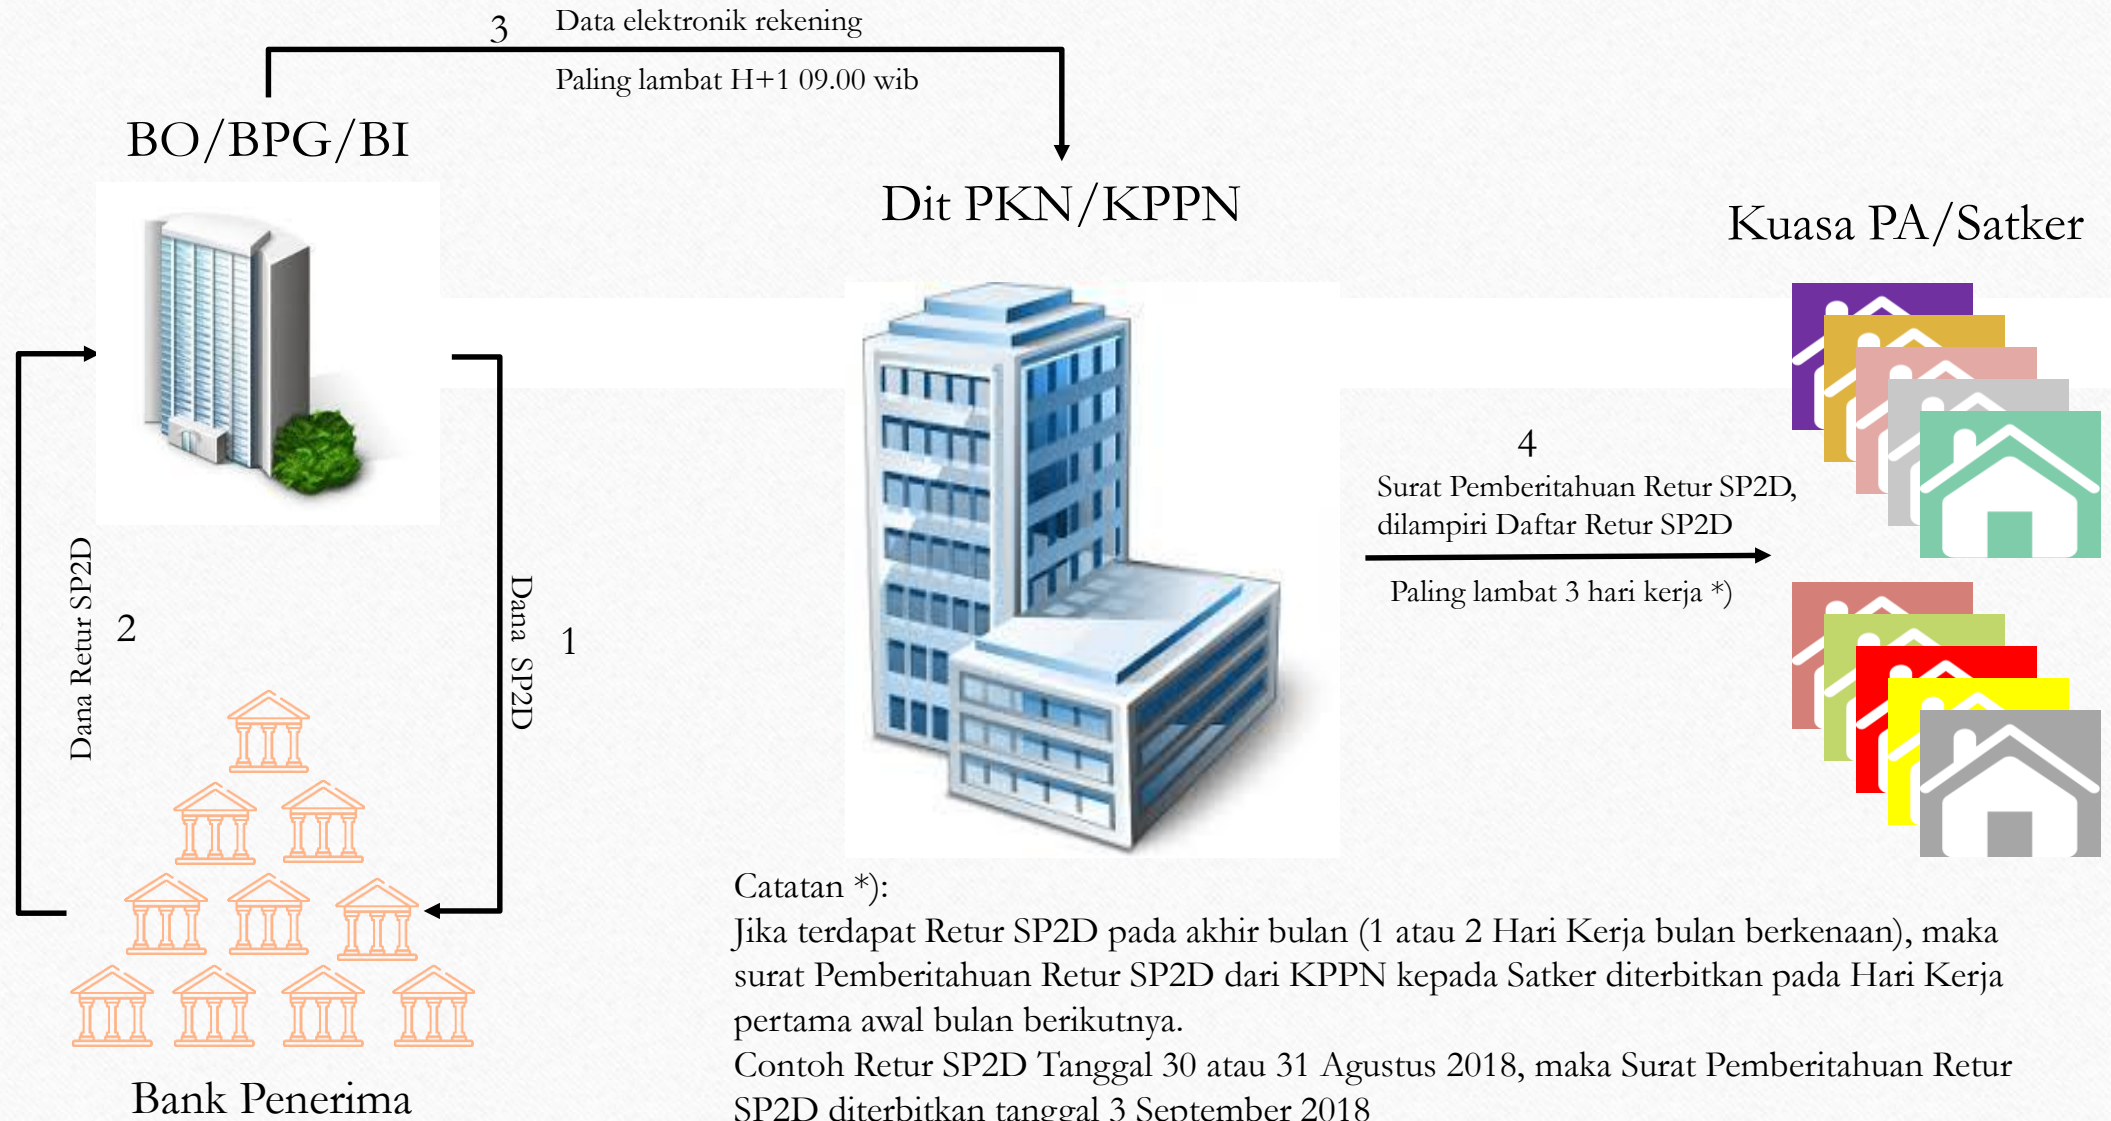 3
Data elektronik rekening
Paling lambat H+1 09.00 wib
BO/BPG/BI
Dit PKN/KPPN
Kuasa PA/Satker
Dana Retur SP2D
2
Dana SP2D
1
4
Surat Pemberitahuan Retur SP2D,
dilampiri Daftar Retur SP2D
Paling lambat 3 hari kerja *)
Bank Penerima
Catatan *):
Jika terdapat Retur SP2D pada akhir bulan (1 atau 2 Hari Kerja bulan berkenaan), maka
surat Pemberitahuan Retur SP2D dari KPPN kepada Satker diterbitkan pada Hari Kerja
pertama awal bulan berikutnya.
Contoh Retur SP2D Tanggal 30 atau 31 Agustus 2018, maka Surat Pemberitahuan Retur
SP2D diterbitkan tanggal 3 September 2018